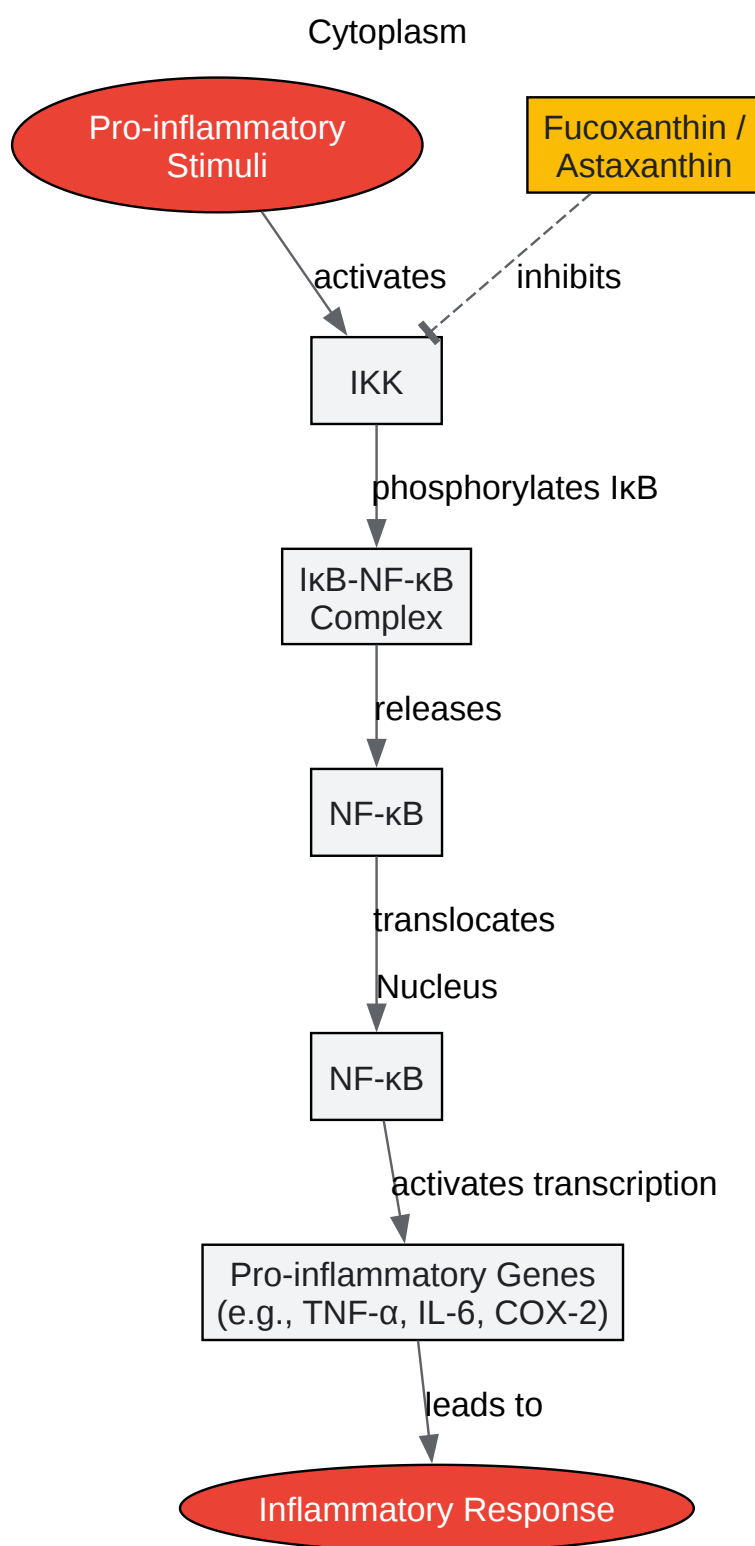 Cytoplasm
Pro-inflammatory
Stimuli
Fucoxanthin /
Astaxanthin
activates
inhibits
IKK
phosphorylates IκB
IκB-NF-κB
Complex
releases
NF-κB
translocates
Nucleus
NF-κB
activates transcription
Pro-inflammatory Genes
(e.g., TNF-α, IL-6, COX-2)
leads to
Inflammatory Response